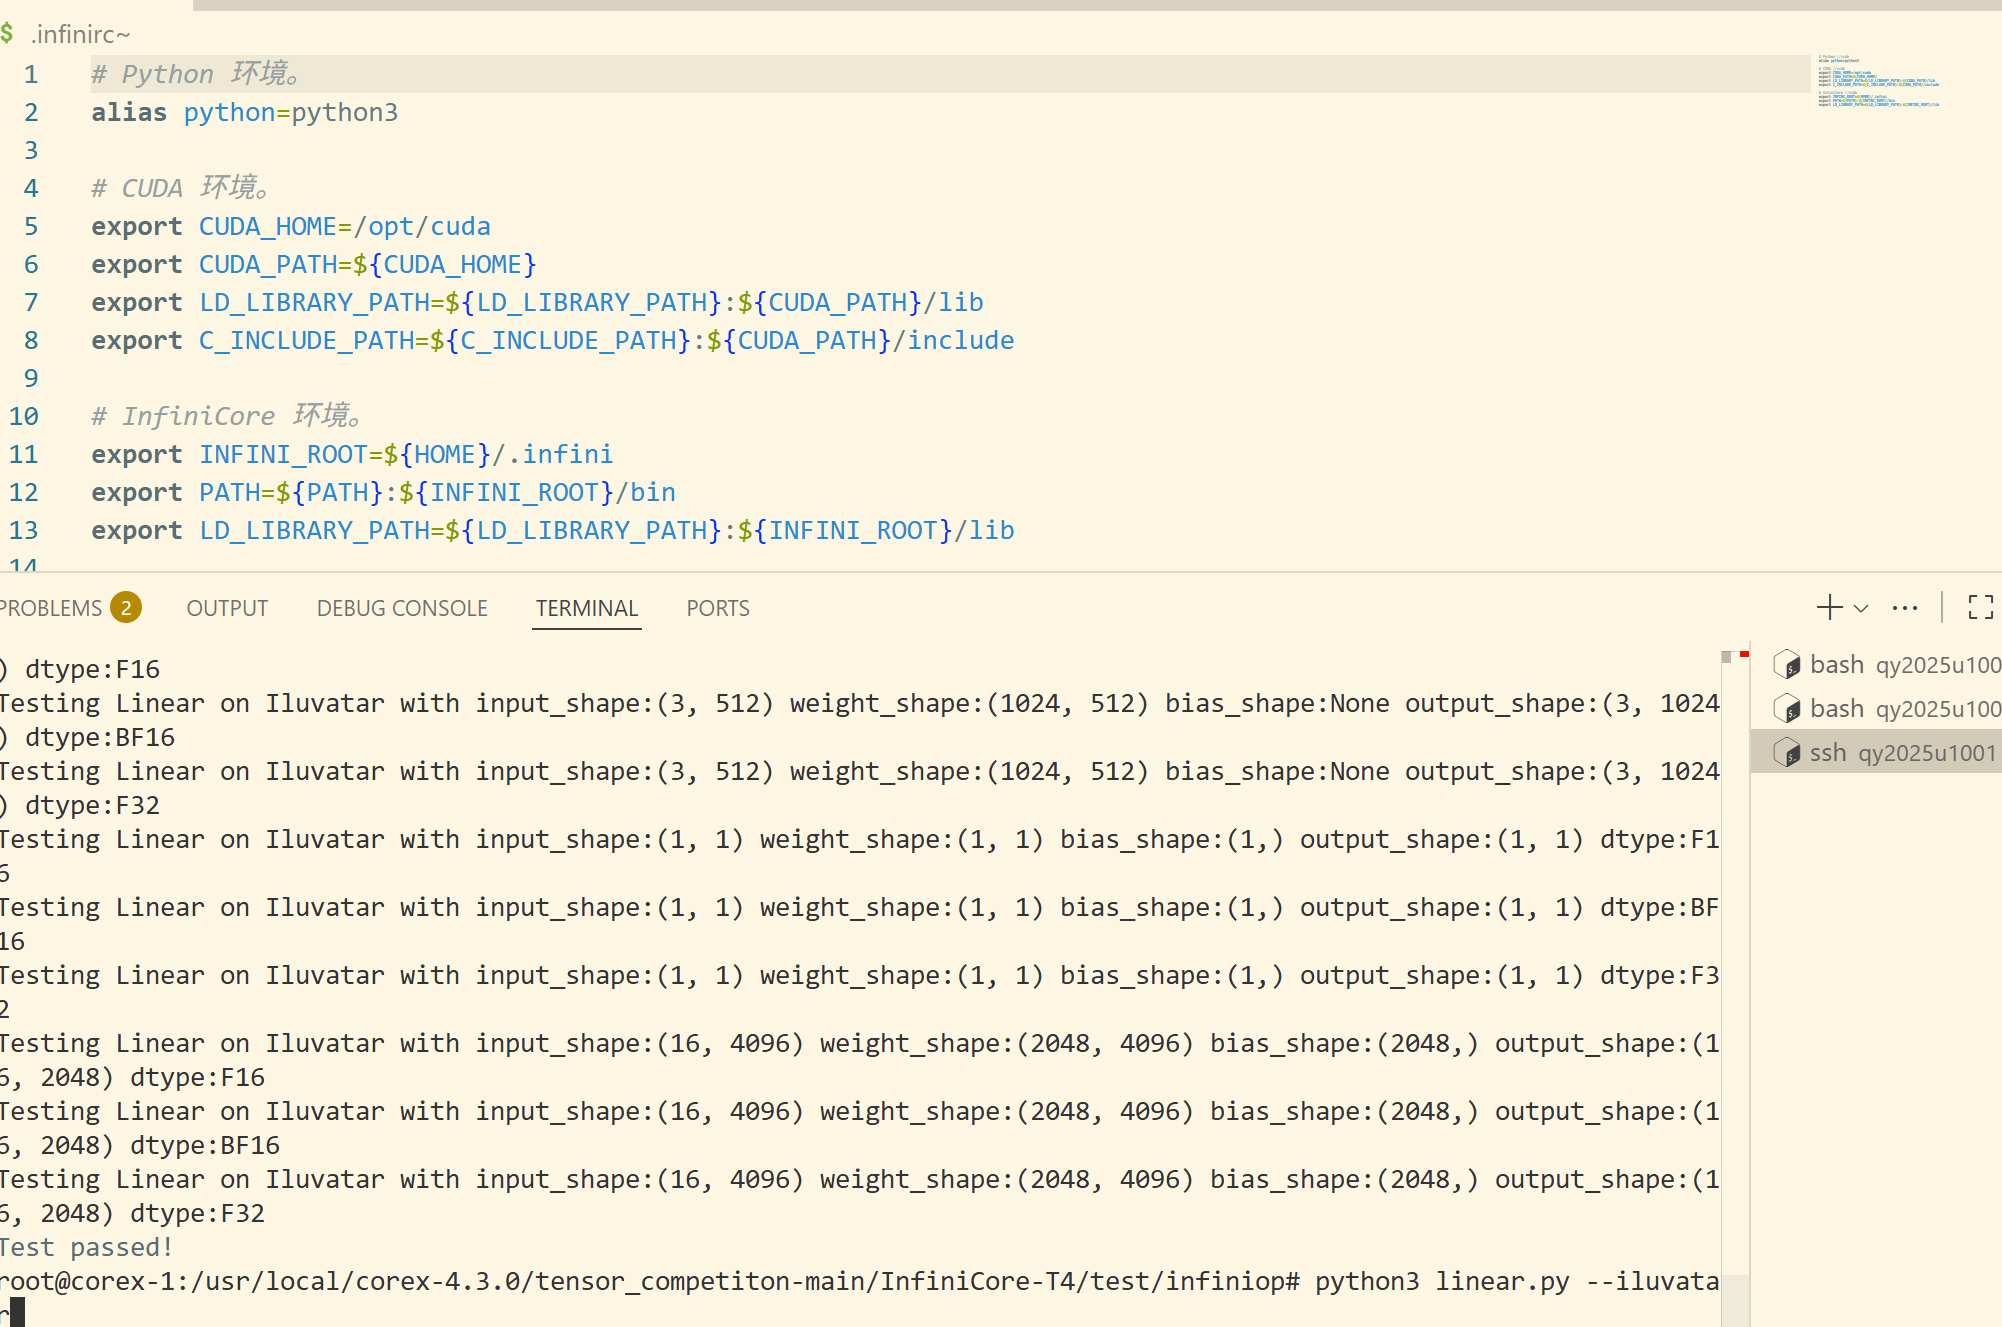 $ .infinirc~
1 # Python 环境。
2 alias python=python3
3
4 # CUDA 环境。
5 export CUDA_HOME=/opt/cuda
6 export CUDA_PATH=${CUDA_HOME}
7 export LD_LIBRARY_PATH=${LD_LIBRARY_PATH}:${CUDA_PATH}/lib
8 export C_INCLUDE_PATH=${C_INCLUDE_PATH}:${CUDA_PATH}/include
9
10 # InfiniCore 环境。
11 export INFINI_ROOT=${HOME}/.infini
12 export PATH=${PATH}:${INFINI_ROOT}/bin
13 export LD_LIBRARY_PATH=${LD_LIBRARY_PATH}:${INFINI_ROOT}/lib
14
PROBLEMS 2 OUTPUT DEBUG CONSOLE TERMINAL PORTS
) dtype:F16
Testing Linear on Iluvatar with input_shape:(3, 512) weight_shape:(1024, 512) bias_shape:None output_shape:(3, 1024
) dtype:BF16
Testing Linear on Iluvatar with input_shape:(3, 512) weight_shape:(1024, 512) bias_shape:None output_shape:(3, 1024
) dtype:F32
Testing Linear on Iluvatar with input_shape:(1, 1) weight_shape:(1, 1) bias_shape:(1,) output_shape:(1, 1) dtype:F1
6
Testing Linear on Iluvatar with input_shape:(1, 1) weight_shape:(1, 1) bias_shape:(1,) output_shape:(1, 1) dtype:BF
16
Testing Linear on Iluvatar with input_shape:(1, 1) weight_shape:(1, 1) bias_shape:(1,) output_shape:(1, 1) dtype:F3
2
Testing Linear on Iluvatar with input_shape:(16, 4096) weight_shape:(2048, 4096) bias_shape:(2048,) output_shape:(1
6, 2048) dtype:F16
Testing Linear on Iluvatar with input_shape:(16, 4096) weight_shape:(2048, 4096) bias_shape:(2048,) output_shape:(1
6, 2048) dtype:BF16
Testing Linear on Iluvatar with input_shape:(16, 4096) weight_shape:(2048, 4096) bias_shape:(2048,) output_shape:(1
6, 2048) dtype:F32
Test passed!
root@corex-1:/usr/local/corex-4.3.0/tensor_competiton-main/InfiniCore-T4/test/infiniop# python3 linear.py --iluvata
r
bash qy2025u100
bash qy2025u100
ssh qy2025u1001